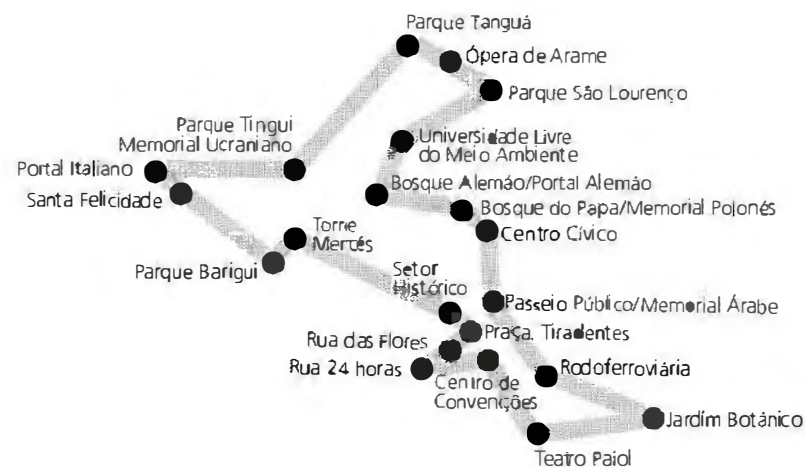 Parque Tanguá
Ópera de Arame
Parque São Lourenço
Parque Tingui
Memorial Ucraniano
Universidade Livre
do Meio Ambiente
Portal Italiano
Bosque Alemão/Portal Alemão
Santa Felicidade
Bosque do Papa/Memorial Polonês
Torre
Mercês
Centro Cívico
Parque Barigui
Setor
Histórico
Passeio Público/Memorial Árabe
Rua das Flores
Praça Tiradentes
Rua 24 horas
Rodoferroviária
Centro de
Convenções
Jardim Botânico
Teatro Paiol